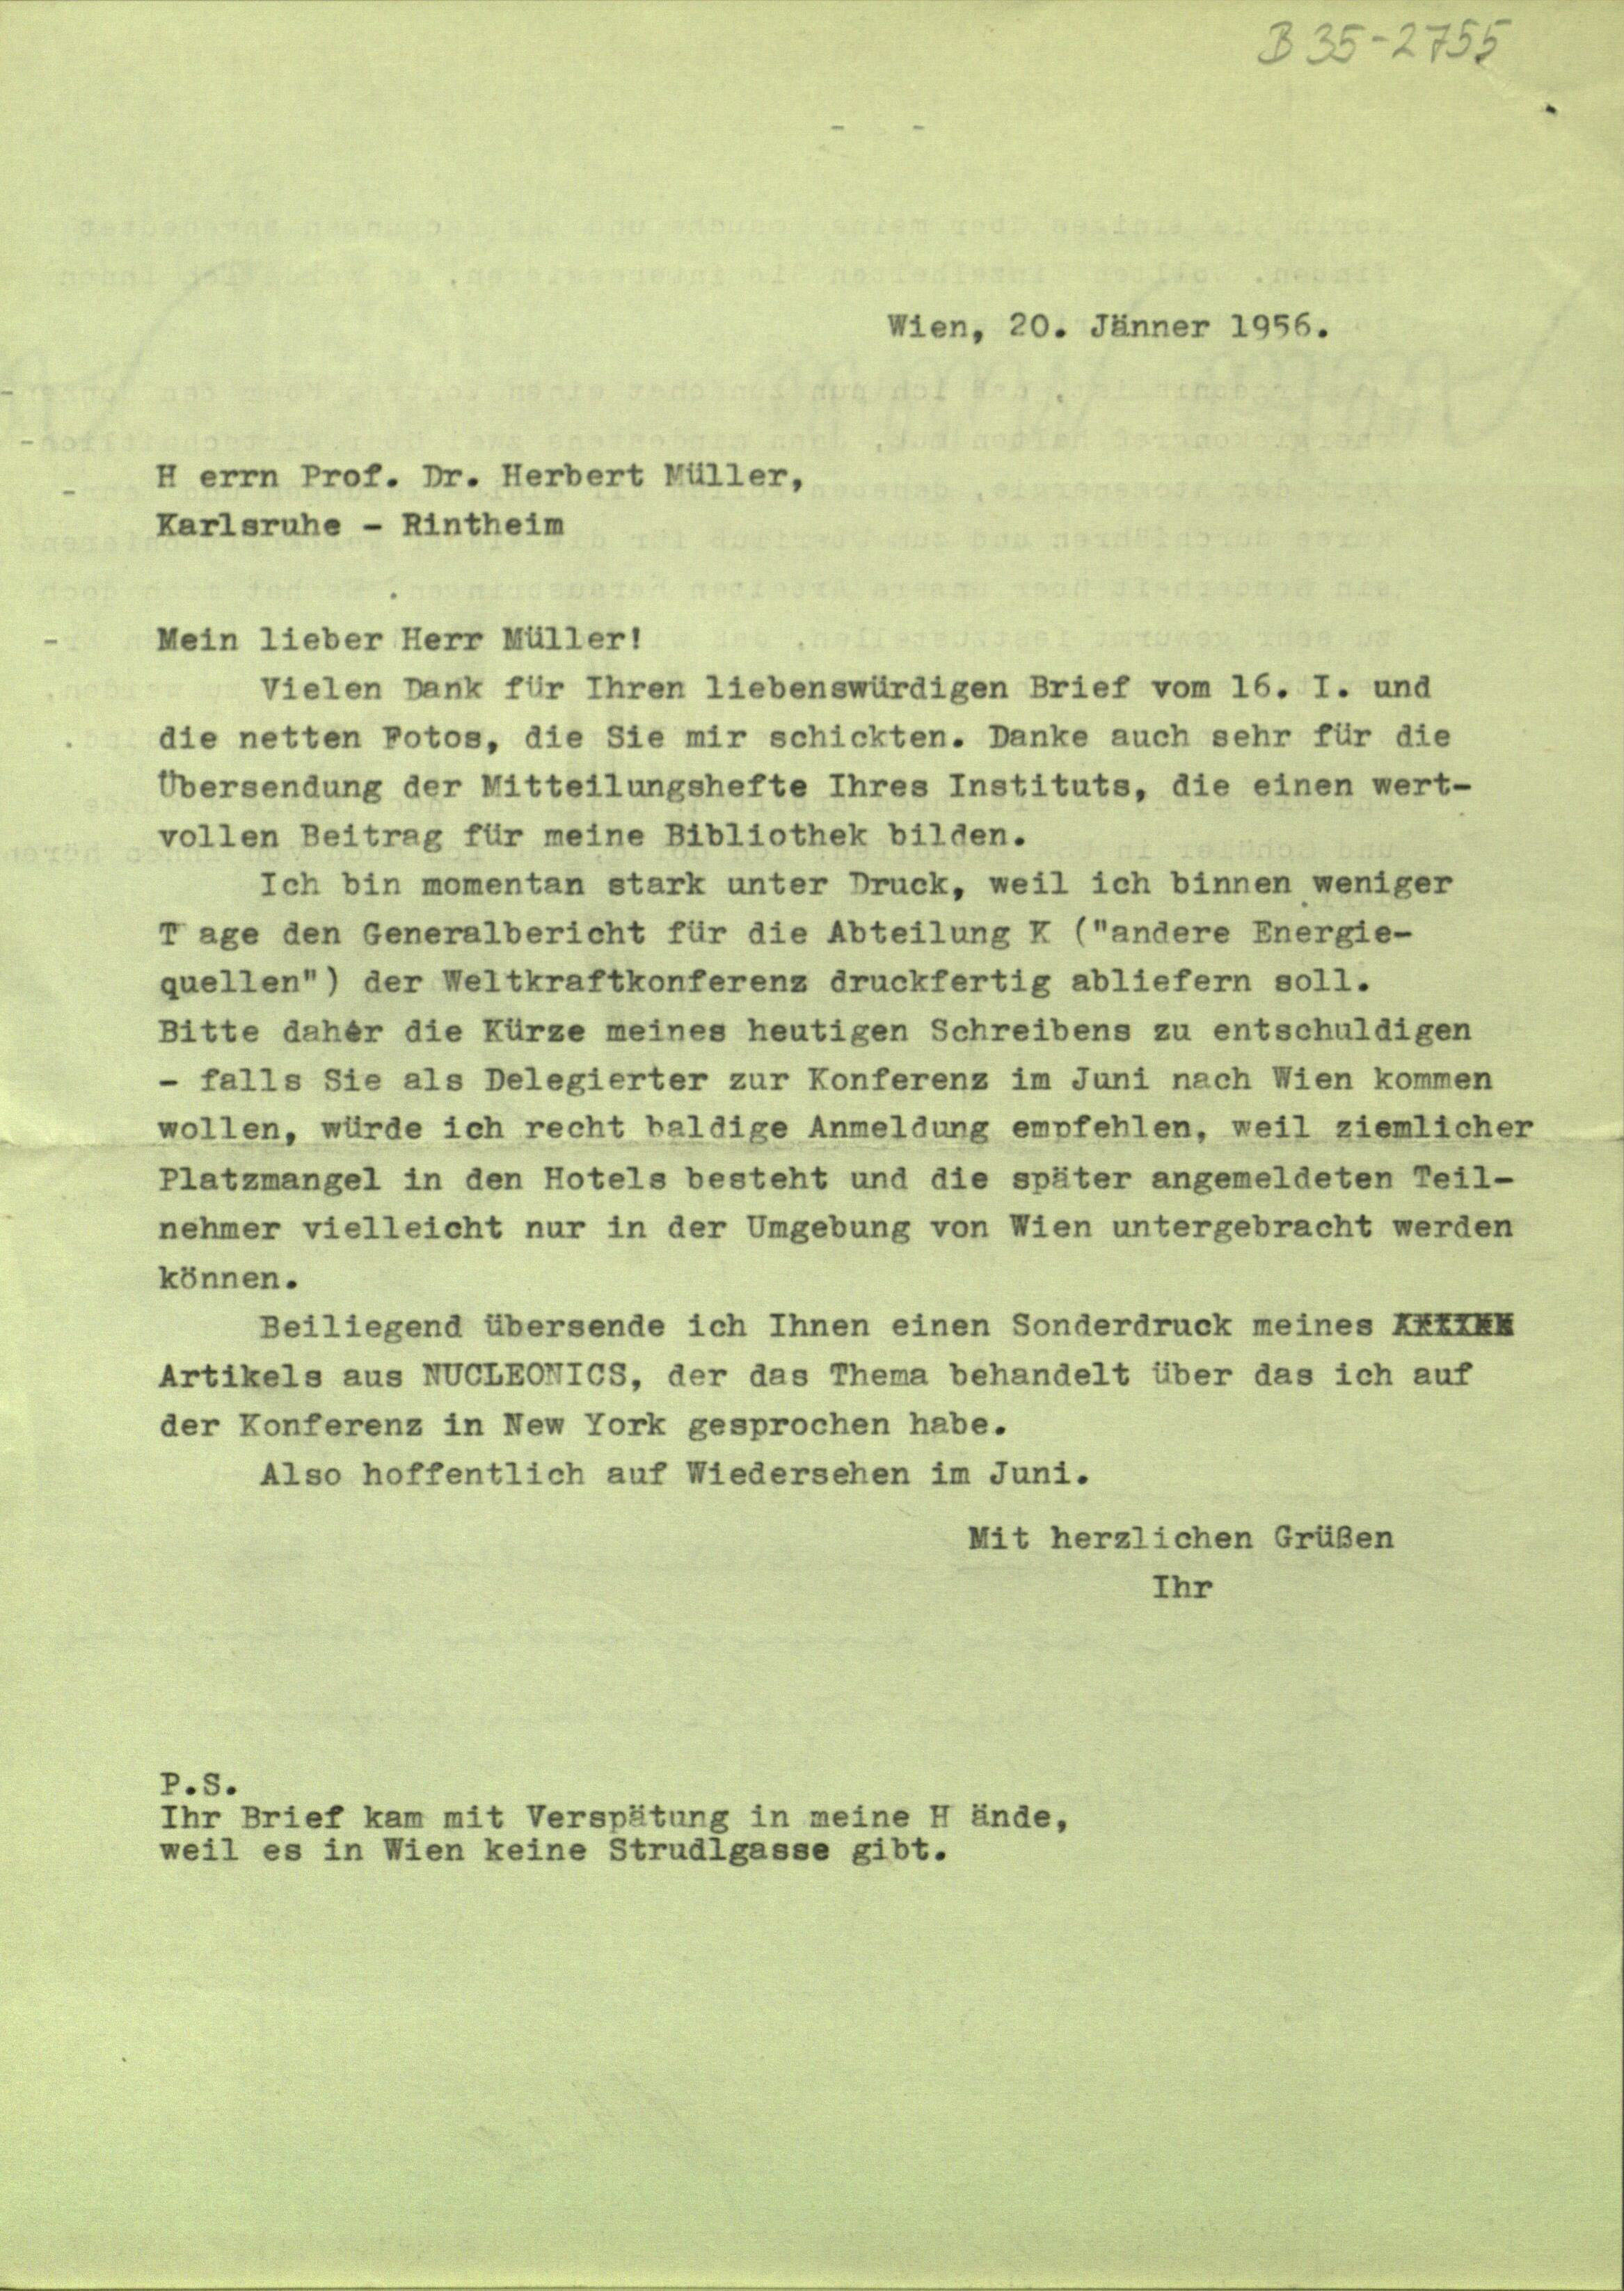 B 35-2755
Wien, 20. Jänner 1956.
H errn Prof. Dr. Herbert Müller,
Karlsruhe - Rintheim
Mein lieber Herr Müller!
Vielen Dank für Ihren liebenswürdigen Brief vom 16. I. und
die netten Fotos, die Sie mir schickten. Danke auch sehr für die
Übersendung der Mitteilungshefte Ihres Instituts, die einen wert-
vollen Beitrag für meine Bibliothek bilden.
Ich bin momentan stark unter Druck, weil ich binnen weniger
T age den Generalbericht für die Abteilung K ("andere Energie-
quellen") der Weltkraftkonferenz druckfertig abliefern soll.
Bitte daher die Kürze meines heutigen Schreibens zu entschuldigen
- falls Sie als Delegierter zur Konferenz im Juni nach Wien kommen
wollen, würde ich recht baldige Anmeldung empfehlen, weil ziemlicher
Platzmangel in den Hotels besteht und die später angemeldeten Teil-
nehmer vielleicht nur in der Umgebung von Wien untergebracht werden
können.
Beiliegend übersende ich Ihnen einen Sonderdruck meines
Artikels aus NUCLEONICS, der das Thema behandelt über das ich auf
der Konferenz in New York gesprochen habe.
Also hoffentlich auf Wiedersehen im Juni.
Mit herzlichen Grüßen
Ihr
P.S.
Ihr Brief kam mit Verspätung in meine H ände,
weil es in Wien keine Strudlgasse gibt.